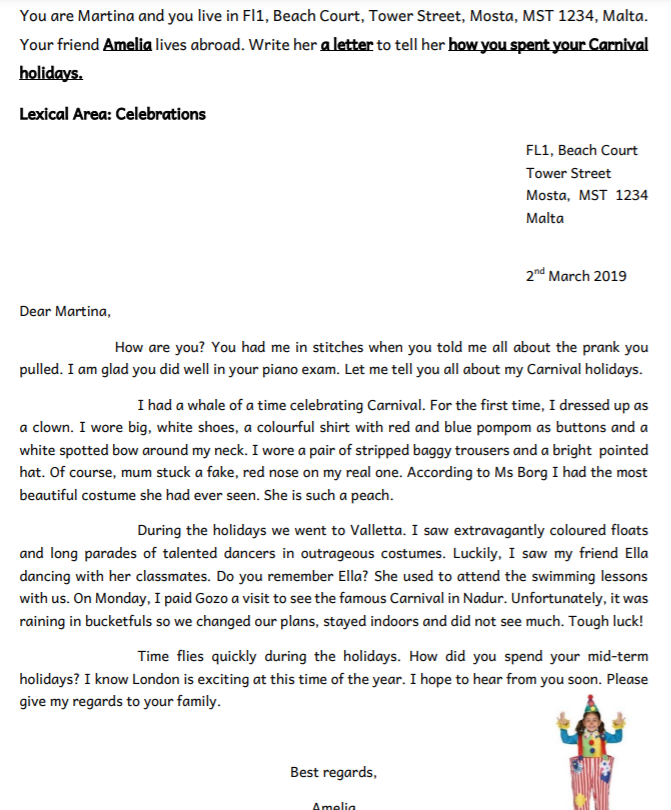 You are Martina and you live in Fl1, Beach Court, Tower Street, Mosta, MST 1234, Malta.
Your friend Amelia lives abroad. Write her a letter to tell her how you spent your Carnival
holidays.
Lexical Area: Celebrations
FL1, Beach Court
Tower Street
Mosta, MST 1234
Malta
2nd March 2019
Dear Martina,
How are you? You had me in stitches when you told me all about the prank you
pulled. I am glad you did well in your piano exam. Let me tell you all about my Carnival holidays.
I had a whale of a time celebrating Carnival. For the first time, I dressed up as
a clown. I wore big, white shoes, a colourful shirt with red and blue pompom as buttons and a
white spotted bow around my neck. I wore a pair of stripped baggy trousers and a bright pointed
hat. Of course, mum stuck a fake, red nose on my real one. According to Ms Borg I had the most
beautiful costume she had ever seen. She is such a peach.
During the holidays we went to Valletta. I saw extravagantly coloured floats
and long parades of talented dancers in outrageous costumes. Luckily, I saw my friend Ella
dancing with her classmates. Do you remember Ella? She used to attend the swimming lessons
with us. On Monday, I paid Gozo a visit to see the famous Carnival in Nadur. Unfortunately, it was
raining in bucketfuls so we changed our plans, stayed indoors and did not see much. Tough luck!
Time flies quickly during the holidays. How did you spend your mid-term
holidays? I know London is exciting at this time of the year. I hope to hear from you soon. Please
give my regards to your family.
Best regards,
Amelia